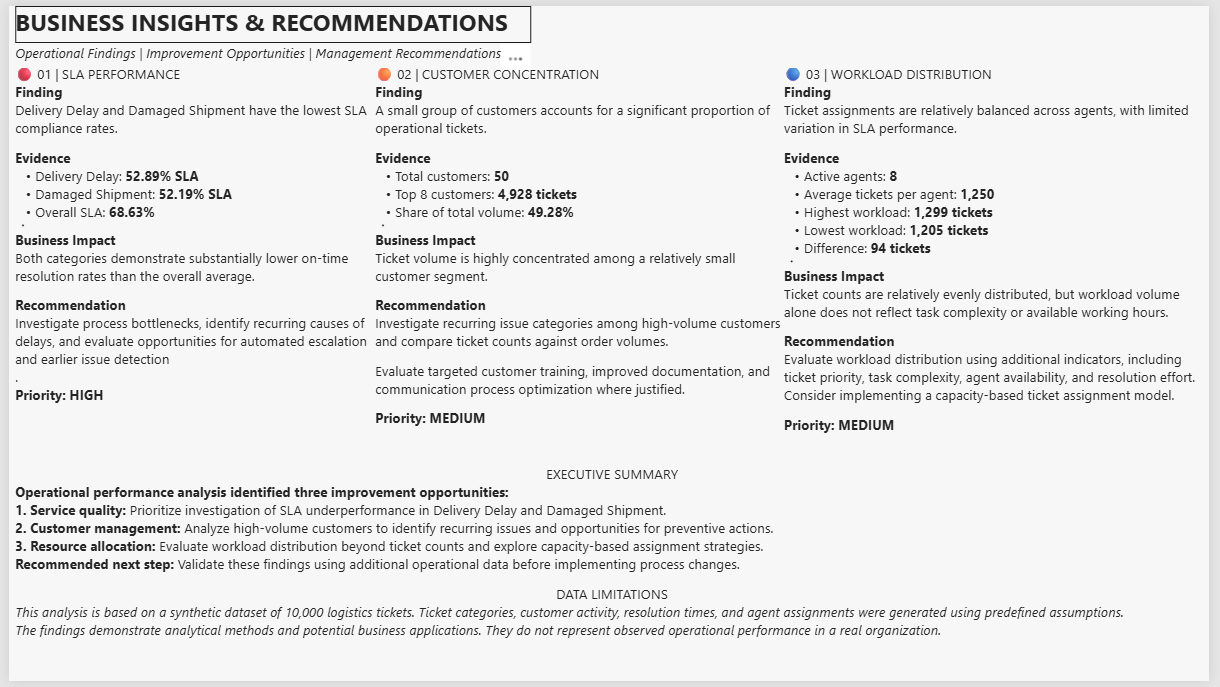 BUSINESS INSIGHTS & RECOMMENDATIONS
Operational Findings | Improvement Opportunities | Management Recommendations
01 | SLA PERFORMANCE
Finding
Delivery Delay and Damaged Shipment have the lowest SLA
compliance rates.
Evidence
• Delivery Delay: 52.89% SLA
• Damaged Shipment: 52.19% SLA
• Overall SLA: 68.63%
.
Business Impact
Both categories demonstrate substantially lower on-time
resolution rates than the overall average.
Recommendation
Investigate process bottlenecks, identify recurring causes of
delays, and evaluate opportunities for automated escalation
and earlier issue detection
.
Priority: HIGH
02 | CUSTOMER CONCENTRATION
Finding
A small group of customers accounts for a significant proportion of
operational tickets.
Evidence
• Total customers: 50
• Top 8 customers: 4,928 tickets
• Share of total volume: 49.28%
.
Business Impact
Ticket volume is highly concentrated among a relatively small
customer segment.
Recommendation
Investigate recurring issue categories among high-volume customers
and compare ticket counts against order volumes.
Evaluate targeted customer training, improved documentation, and
communication process optimization where justified.
Priority: MEDIUM
03 | WORKLOAD DISTRIBUTION
Finding
Ticket assignments are relatively balanced across agents, with limited
variation in SLA performance.
Evidence
• Active agents: 8
• Average tickets per agent: 1,250
• Highest workload: 1,299 tickets
• Lowest workload: 1,205 tickets
• Difference: 94 tickets
.
Business Impact
Ticket counts are relatively evenly distributed, but workload volume
alone does not reflect task complexity or available working hours.
Recommendation
Evaluate workload distribution using additional indicators, including
ticket priority, task complexity, agent availability, and resolution effort.
Consider implementing a capacity-based ticket assignment model.
Priority: MEDIUM
EXECUTIVE SUMMARY
Operational performance analysis identified three improvement opportunities:
1. Service quality: Prioritize investigation of SLA underperformance in Delivery Delay and Damaged Shipment.
2. Customer management: Analyze high-volume customers to identify recurring issues and opportunities for preventive actions.
3. Resource allocation: Evaluate workload distribution beyond ticket counts and explore capacity-based assignment strategies.
Recommended next step: Validate these findings using additional operational data before implementing process changes.
DATA LIMITATIONS
This analysis is based on a synthetic dataset of 10,000 logistics tickets. Ticket categories, customer activity, resolution times, and agent assignments were generated using predefined assumptions.
The findings demonstrate analytical methods and potential business applications. They do not represent observed operational performance in a real organization.